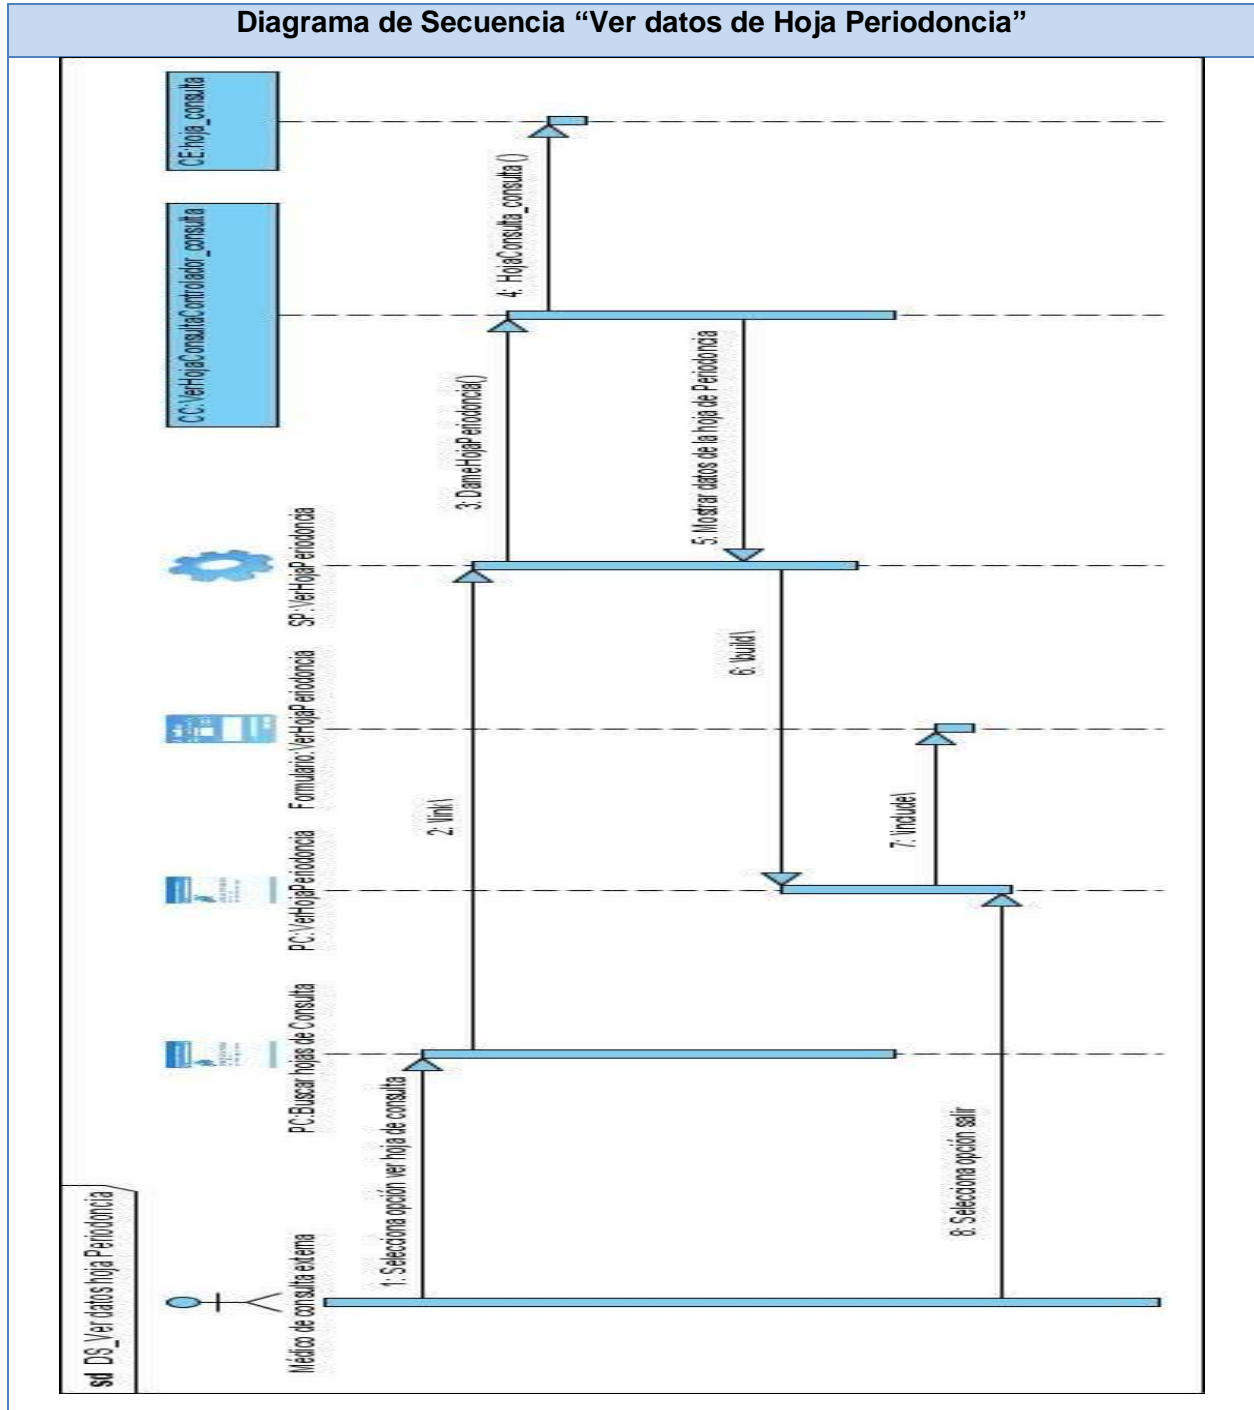 Diagrama de Secuencia “Ver datos de Hoja Periodoncia”
sd DS_Ver datos hoja Periodoncia
Médico de consulta externa
PC:Buscar hojas de Consulta
PC:VerHojaPeriodoncia
Formulario:VerHojaPeriodoncia
SP:VerHojaPeriodoncia
CC:VerHojaConsultaControlador_consulta
CE:hoja_consulta
1: Selecciona opción ver hoja de consulta
2: \link\
3: DameHojaPeriodoncia()
4: HojaConsulta_consulta ()
5: Mostrar datos de la hoja de Periodoncia
6: \build\
7: \include\
8: Selecciona opción salir